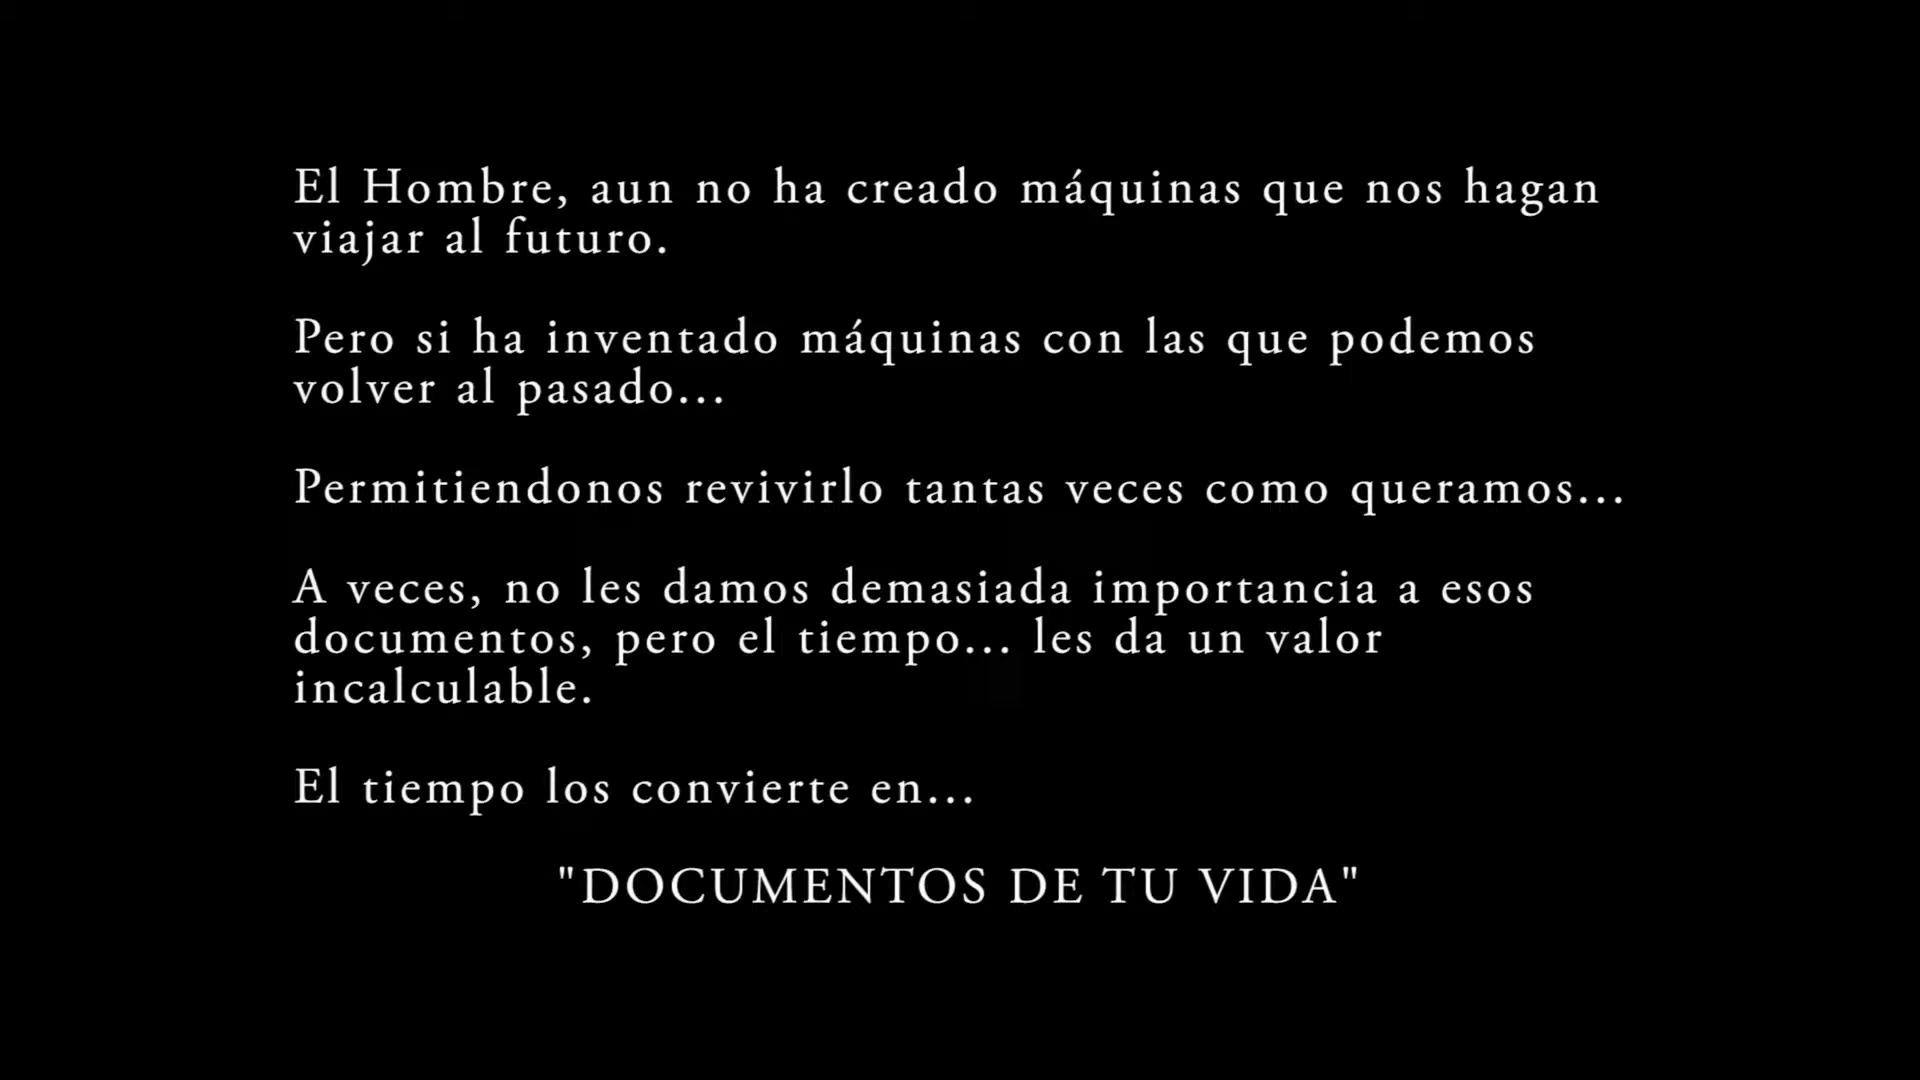 El Hombre, aun no ha creado máquinas que nos hagan
viajar al futuro.
Pero si ha inventado máquinas con las que podemos
volver al pasado...
Permitiendonos revivirlo tantas veces como queramos...
A veces, no les damos demasiada importancia a esos
documentos, pero el tiempo... les da un valor
incalculable.
El tiempo los convierte en...
"DOCUMENTOS DE TU VIDA"